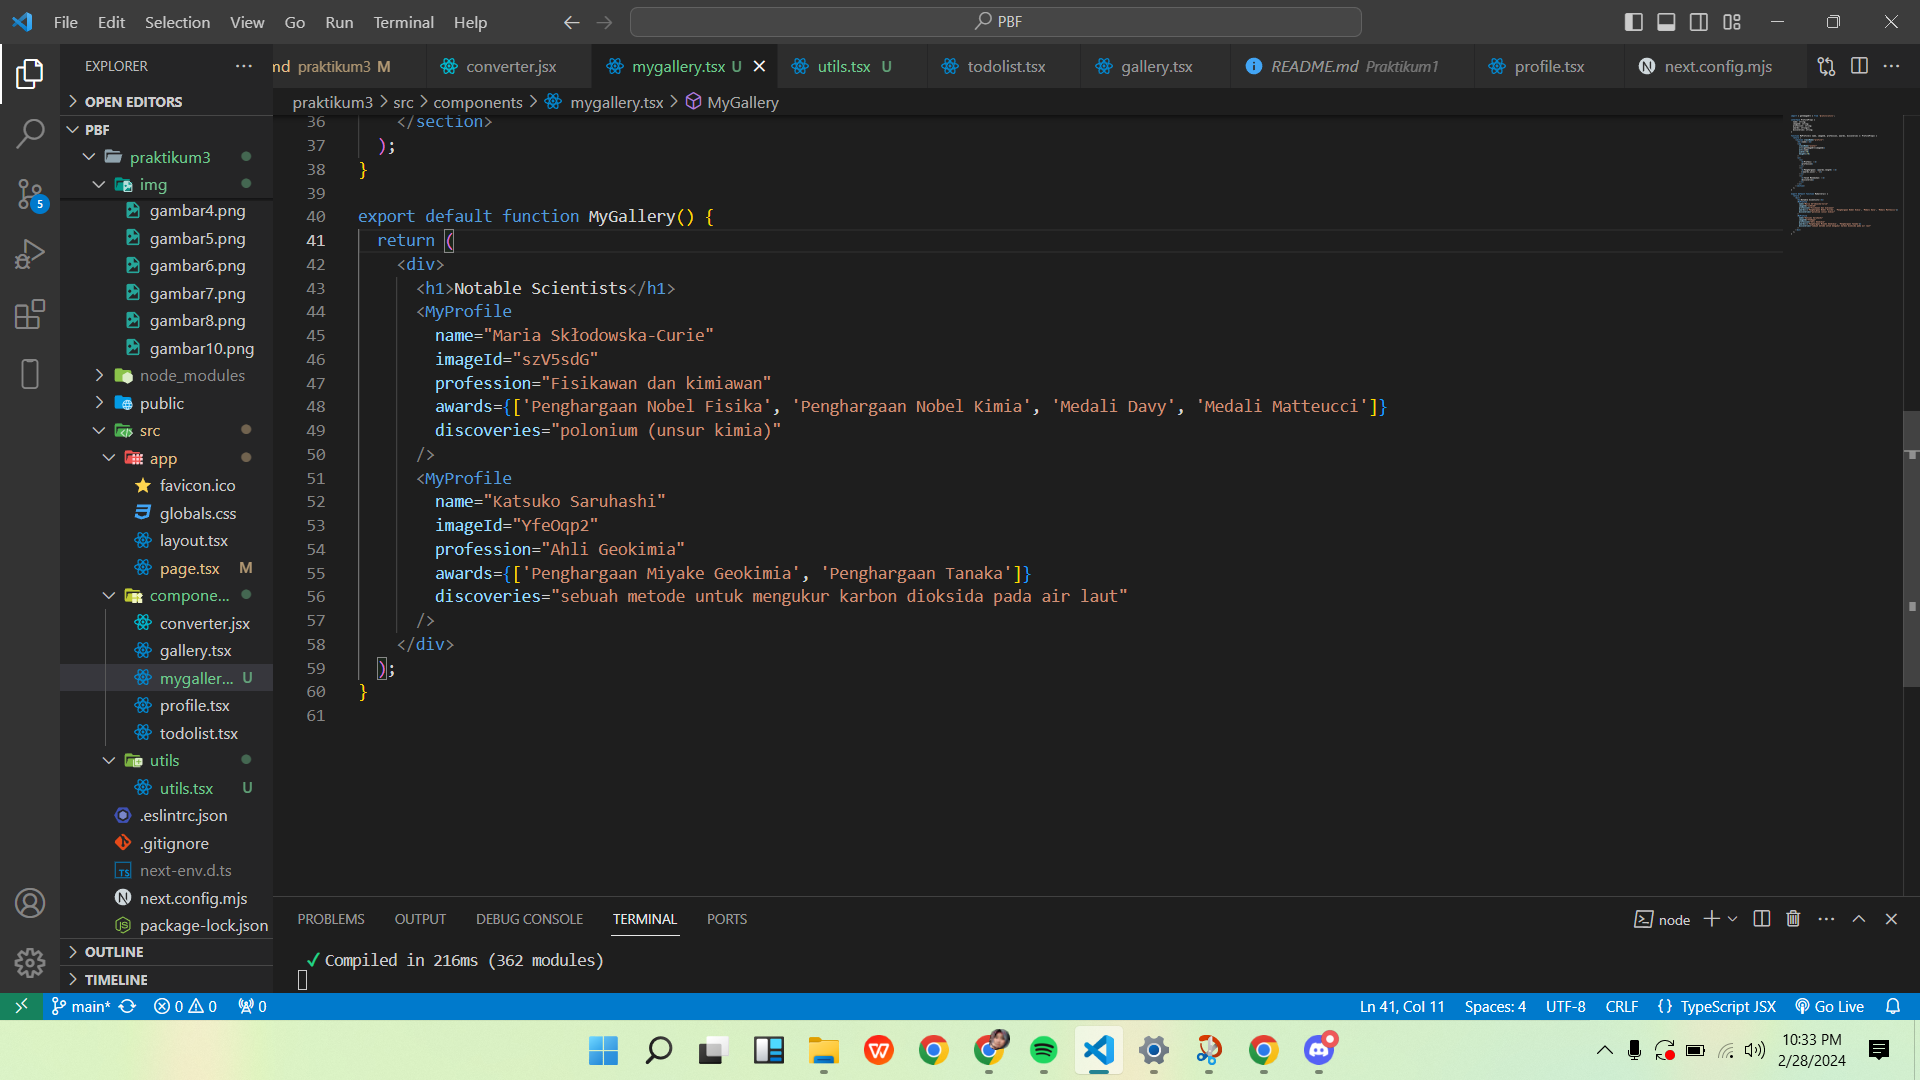 File Edit Selection View Go Run Terminal Help
PBF
EXPLORER
OPEN EDITORS
PBF
praktikum3
img
gambar4.png
gambar5.png
gambar6.png
gambar7.png
gambar8.png
gambar10.png
node_modules
public
src
app
favicon.ico
globals.css
layout.tsx
page.tsx M
compone...
converter.jsx
gallery.tsx
mygaller... U
profile.tsx
todolist.tsx
utils
utils.tsx U
.eslintrc.json
.gitignore
next-env.d.ts
next.config.mjs
package-lock.json
OUTLINE
TIMELINE
5
nd praktikum3 M converter.jsx mygallery.tsx U utils.tsx U todolist.tsx gallery.tsx README.md Praktikum1 profile.tsx next.config.mjs
praktikum3 > src > components > mygallery.tsx > MyGallery
36 </section>
37 );
38 }
39
40 export default function MyGallery() {
41 return (
42 <div>
43 <h1>Notable Scientists</h1>
44 <MyProfile
45 name="Maria Skłodowska-Curie"
46 imageId="szV5sdG"
47 profession="Fisikawan dan kimiawan"
48 awards={['Penghargaan Nobel Fisika', 'Penghargaan Nobel Kimia', 'Medali Davy', 'Medali Matteucci']}
49 discoveries="polonium (unsur kimia)"
50 />
51 <MyProfile
52 name="Katsuko Saruhashi"
53 imageId="YfeOqp2"
54 profession="Ahli Geokimia"
55 awards={['Penghargaan Miyake Geokimia', 'Penghargaan Tanaka']}
56 discoveries="sebuah metode untuk mengukur karbon dioksida pada air laut"
57 />
58 </div>
59 );
60 }
61
PROBLEMS OUTPUT DEBUG CONSOLE TERMINAL PORTS
node
✓ Compiled in 216ms (362 modules)
main* 0 0 0
Ln 41, Col 11 Spaces: 4 UTF-8 CRLF {} TypeScript JSX Go Live
10:33 PM
2/28/2024